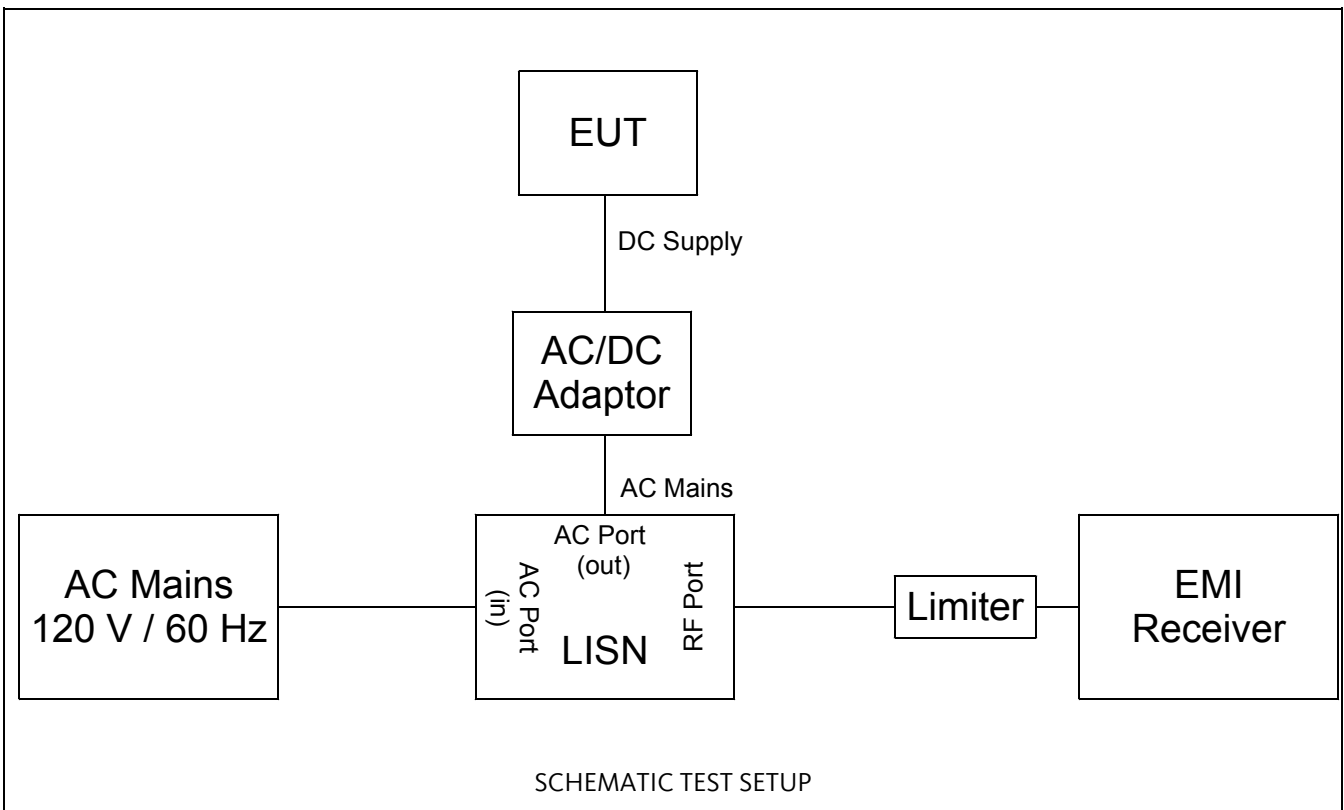 EUT
DC Supply
AC/DC
Adaptor
AC Mains
AC Mains
120 V / 60 Hz
AC Port
(in)
AC Port
(out)
RF Port
LISN
Limiter
EMI
Receiver
SCHEMATIC TEST SETUP